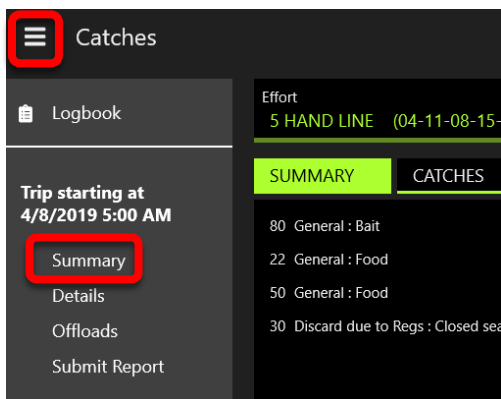 Catches
Logbook
Trip starting at
4/8/2019 5:00 AM
Summary
Details
Offloads
Submit Report
Effort
5 HAND LINE (04-11-08-15-
SUMMARY CATCHES
80 General : Bait
22 General : Food
50 General : Food
30 Discard due to Regs : Closed sea